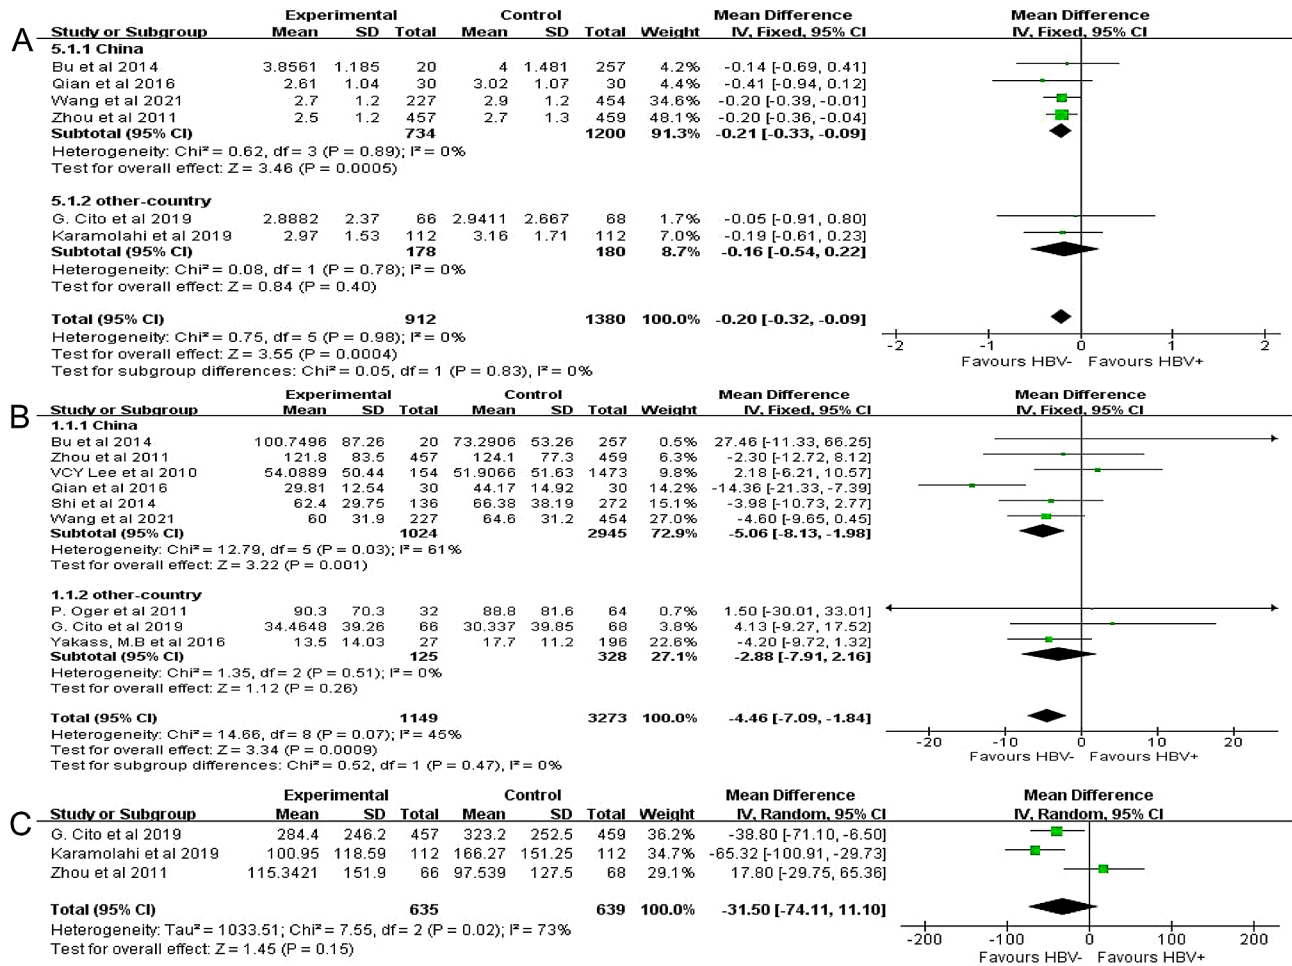 A
Experimental Control Mean Difference Mean Difference
Study or Subgroup Mean SD Total Mean SD Total Weight IV, Fixed, 95% CI IV, Fixed, 95% CI
5.1.1 China
Bu et al 2014 3.8561 1.185 20 4 1.481 257 4.2% -0.14 [-0.69, 0.41]
Qian et al 2016 2.61 1.04 30 3.02 1.07 30 4.4% -0.41 [-0.94, 0.12]
Wang et al 2021 2.7 1.2 227 2.9 1.2 454 34.6% -0.20 [-0.39, -0.01]
Zhou et al 2011 2.5 1.2 457 2.7 1.3 459 48.1% -0.20 [-0.36, -0.04]
Subtotal (95% CI) 734 1200 91.3% -0.21 [-0.33, -0.09]
Heterogeneity: Chi² = 0.62, df = 3 (P = 0.89); I² = 0%
Test for overall effect: Z = 3.46 (P = 0.0005)
5.1.2 other-country
G. Cito et al 2019 2.8882 2.37 66 2.9411 2.667 68 1.7% -0.05 [-0.91, 0.80]
Karamolahi et al 2019 2.97 1.53 112 3.16 1.71 112 7.0% -0.19 [-0.61, 0.23]
Subtotal (95% CI) 178 180 8.7% -0.16 [-0.54, 0.22]
Heterogeneity: Chi² = 0.08, df = 1 (P = 0.78); I² = 0%
Test for overall effect: Z = 0.84 (P = 0.40)
Total (95% CI) 912 1380 100.0% -0.20 [-0.32, -0.09]
Heterogeneity: Chi² = 0.75, df = 5 (P = 0.98); I² = 0%
-2 -1 0 1 2
Test for overall effect: Z = 3.55 (P = 0.0004)
Favours HBV- Favours HBV+
Test for subgroup differences: Chi² = 0.05, df = 1 (P = 0.83), I² = 0%
B
Experimental Control Mean Difference Mean Difference
Study or Subgroup Mean SD Total Mean SD Total Weight IV, Fixed, 95% CI IV, Fixed, 95% CI
1.1.1 China
Bu et al 2014 100.7496 87.26 20 73.2906 53.26 257 0.5% 27.46 [-11.33, 66.25]
Zhou et al 2011 121.8 83.5 457 124.1 77.3 459 6.3% -2.30 [-12.72, 8.12]
VCY Lee et al 2010 54.0889 50.44 154 51.9066 51.63 1473 9.8% 2.18 [-6.21, 10.57]
Qian et al 2016 29.81 12.54 30 44.17 14.92 30 14.2% -14.36 [-21.33, -7.39]
Shi et al 2014 62.4 29.75 136 66.38 38.19 272 15.1% -3.98 [-10.73, 2.77]
Wang et al 2021 60 31.9 227 64.6 31.2 454 27.0% -4.60 [-9.65, 0.45]
Subtotal (95% CI) 1024 2945 72.9% -5.06 [-8.13, -1.98]
Heterogeneity: Chi² = 12.79, df = 5 (P = 0.03); I² = 61%
Test for overall effect: Z = 3.22 (P = 0.001)
1.1.2 other-country
P. Oger et al 2011 90.3 70.3 32 88.8 81.6 64 0.7% 1.50 [-30.01, 33.01]
G. Cito et al 2019 34.4648 39.26 66 30.337 39.85 68 3.8% 4.13 [-9.27, 17.52]
Yakass, M.B et al 2016 13.5 14.03 27 17.7 11.2 196 22.6% -4.20 [-9.72, 1.32]
Subtotal (95% CI) 125 328 27.1% -2.88 [-7.91, 2.16]
Heterogeneity: Chi² = 1.35, df = 2 (P = 0.51); I² = 0%
Test for overall effect: Z = 1.12 (P = 0.26)
Total (95% CI) 1149 3273 100.0% -4.46 [-7.09, -1.84]
Heterogeneity: Chi² = 14.66, df = 8 (P = 0.07); I² = 45%
-20 -10 0 10 20
Test for overall effect: Z = 3.34 (P = 0.0009)
Favours HBV- Favours HBV+
Test for subgroup differences: Chi² = 0.52, df = 1 (P = 0.47), I² = 0%
C
Experimental Control Mean Difference Mean Difference
Study or Subgroup Mean SD Total Mean SD Total Weight IV, Random, 95% CI IV, Random, 95% CI
G. Cito et al 2019 284.4 246.2 457 323.2 252.5 459 36.2% -38.80 [-71.10, -6.50]
Karamolahi et al 2019 100.95 118.59 112 166.27 151.25 112 34.7% -65.32 [-100.91, -29.73]
Zhou et al 2011 115.3421 151.9 66 97.539 127.5 68 29.1% 17.80 [-29.75, 65.36]
Total (95% CI) 635 639 100.0% -31.50 [-74.11, 11.10]
Heterogeneity: Tau² = 1033.51; Chi² = 7.55, df = 2 (P = 0.02); I² = 73%
-200 -100 0 100 200
Test for overall effect: Z = 1.45 (P = 0.15)
Favours HBV- Favours HBV+